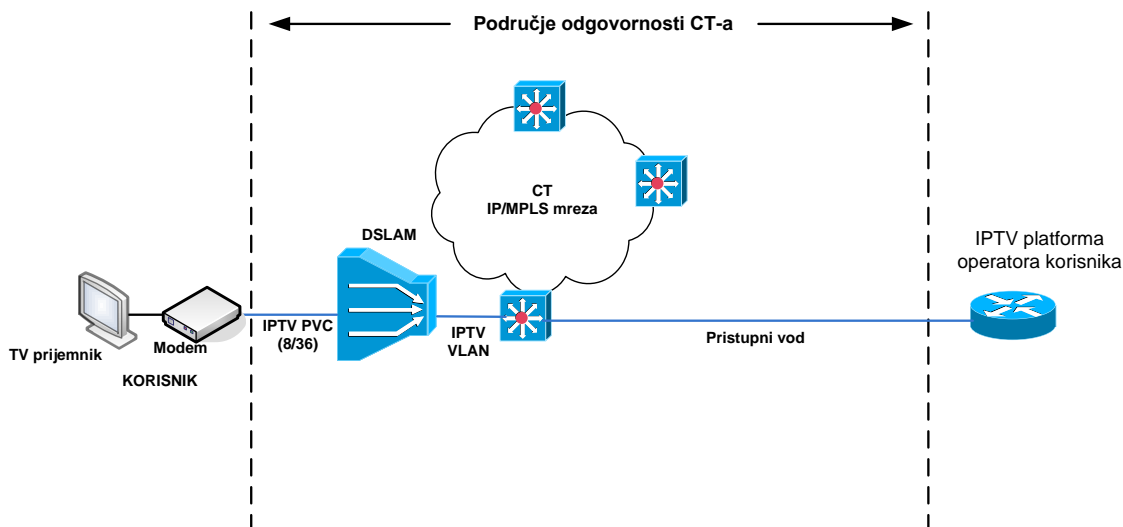 Područje odgovornosti CT-a
CT
IP/MPLS mreza
DSLAM
IPTV platforma
operatora korisnika
TV prijemnik
Modem
KORISNIK
IPTV PVC
(8/36)
IPTV
VLAN
Pristupni vod